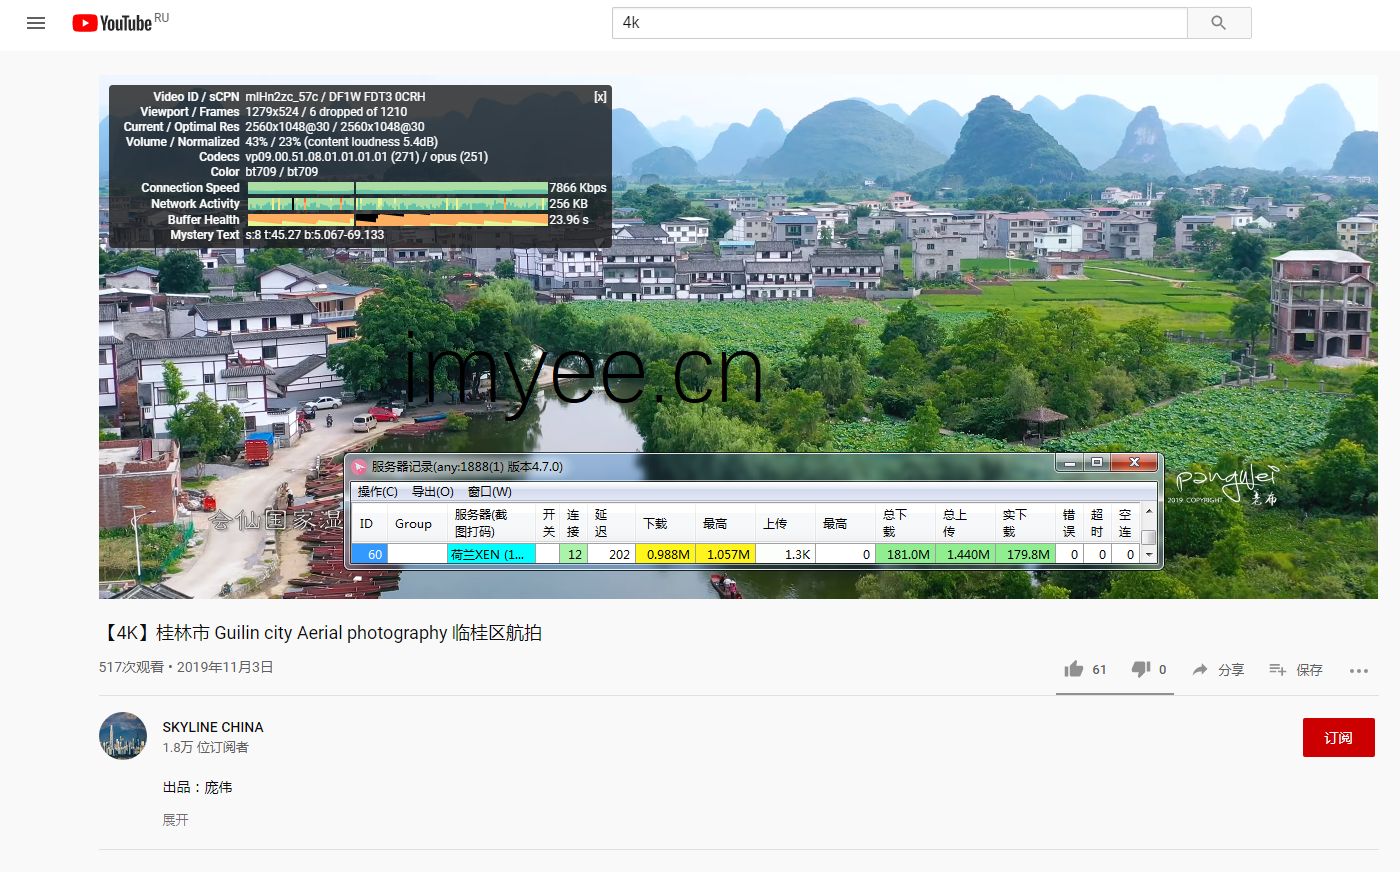 YouTube RU
4k
Video ID / sCPN mlHn2zc_57c / DF1W FDT3 0CRH [x]
Viewport / Frames 1279x524 / 6 dropped of 1210
Current / Optimal Res 2560x1048@30 / 2560x1048@30
Volume / Normalized 43% / 23% (content loudness 5.4dB)
Codecs vp09.00.51.08.01.01.01.01 (271) / opus (251)
Color bt709 / bt709
Connection Speed 7866 Kbps
Network Activity 256 KB
Buffer Health 23.96 s
Mystery Text s:8 t:45.27 b:5.067-69.133
imyee.cn
服务器记录(any:1888(1) 版本4.7.0)
操作(C) 导出(O) 窗口(W)
ID Group 服务器(截图打码) 开关 连接 延迟 下载 最高 上传 最高 总下载 总上传 实下载 错误 超时 空连
60 荷兰XEN (1... 12 202 0.988M 1.057M 1.3K 0 181.0M 1.440M 179.8M 0 0 0
pangWei
2019 COPYRIGHT 老布
会仙国家湿
【4K】桂林市 Guilin city Aerial photography 临桂区航拍
517次观看 • 2019年11月3日
61 0 分享 保存
SKYLINE CHINA
1.8万 位订阅者
订阅
出品：庞伟
展开